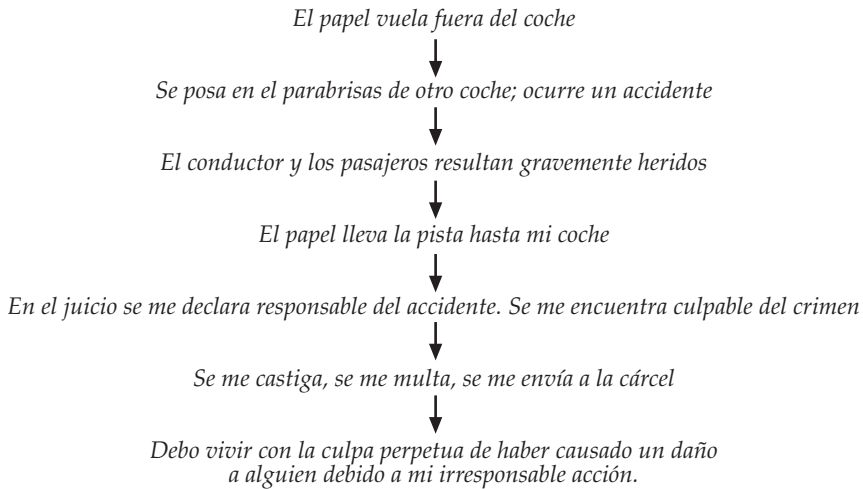 El papel vuela fuera del coche
Se posa en el parabrisas de otro coche; ocurre un accidente
El conductor y los pasajeros resultan gravemente heridos
El papel lleva la pista hasta mi coche
En el juicio se me declara responsable del accidente. Se me encuentra culpable del crimen
Se me castiga, se me multa, se me envía a la cárcel
Debo vivir con la culpa perpetua de haber causado un daño
a alguien debido a mi irresponsable acción.